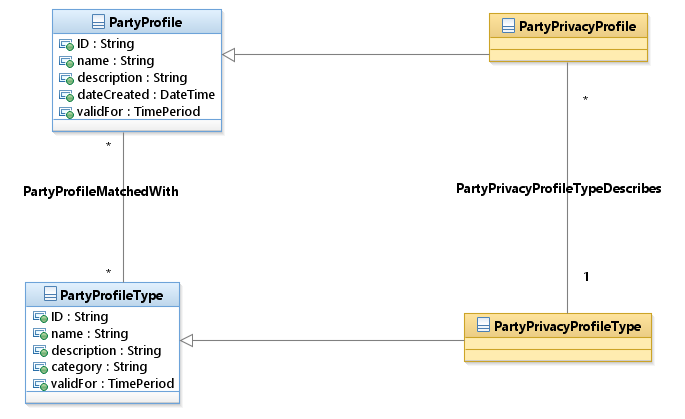 PartyProfile
ID : String
name : String
description : String
dateCreated : DateTime
validFor : TimePeriod
PartyPrivacyProfile
*
*
PartyProfileMatchedWith
PartyPrivacyProfileTypeDescribes
*
1
PartyProfileType
ID : String
name : String
description : String
category : String
validFor : TimePeriod
PartyPrivacyProfileType